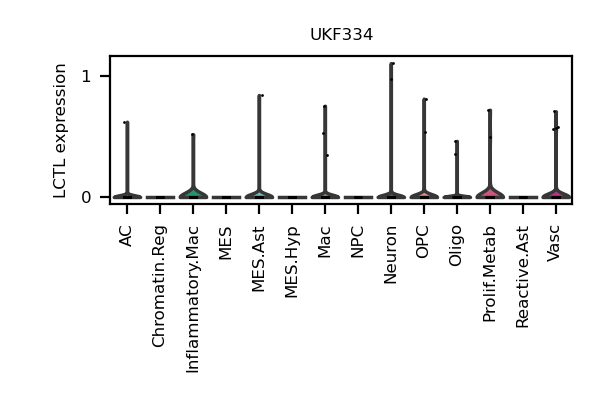 UKF334
LCTL expression
1
0
AC
Chromatin.Reg
Inflammatory.Mac
MES
MES.Ast
MES.Hyp
Mac
NPC
Neuron
OPC
Oligo
Prolif.Metab
Reactive.Ast
Vasc